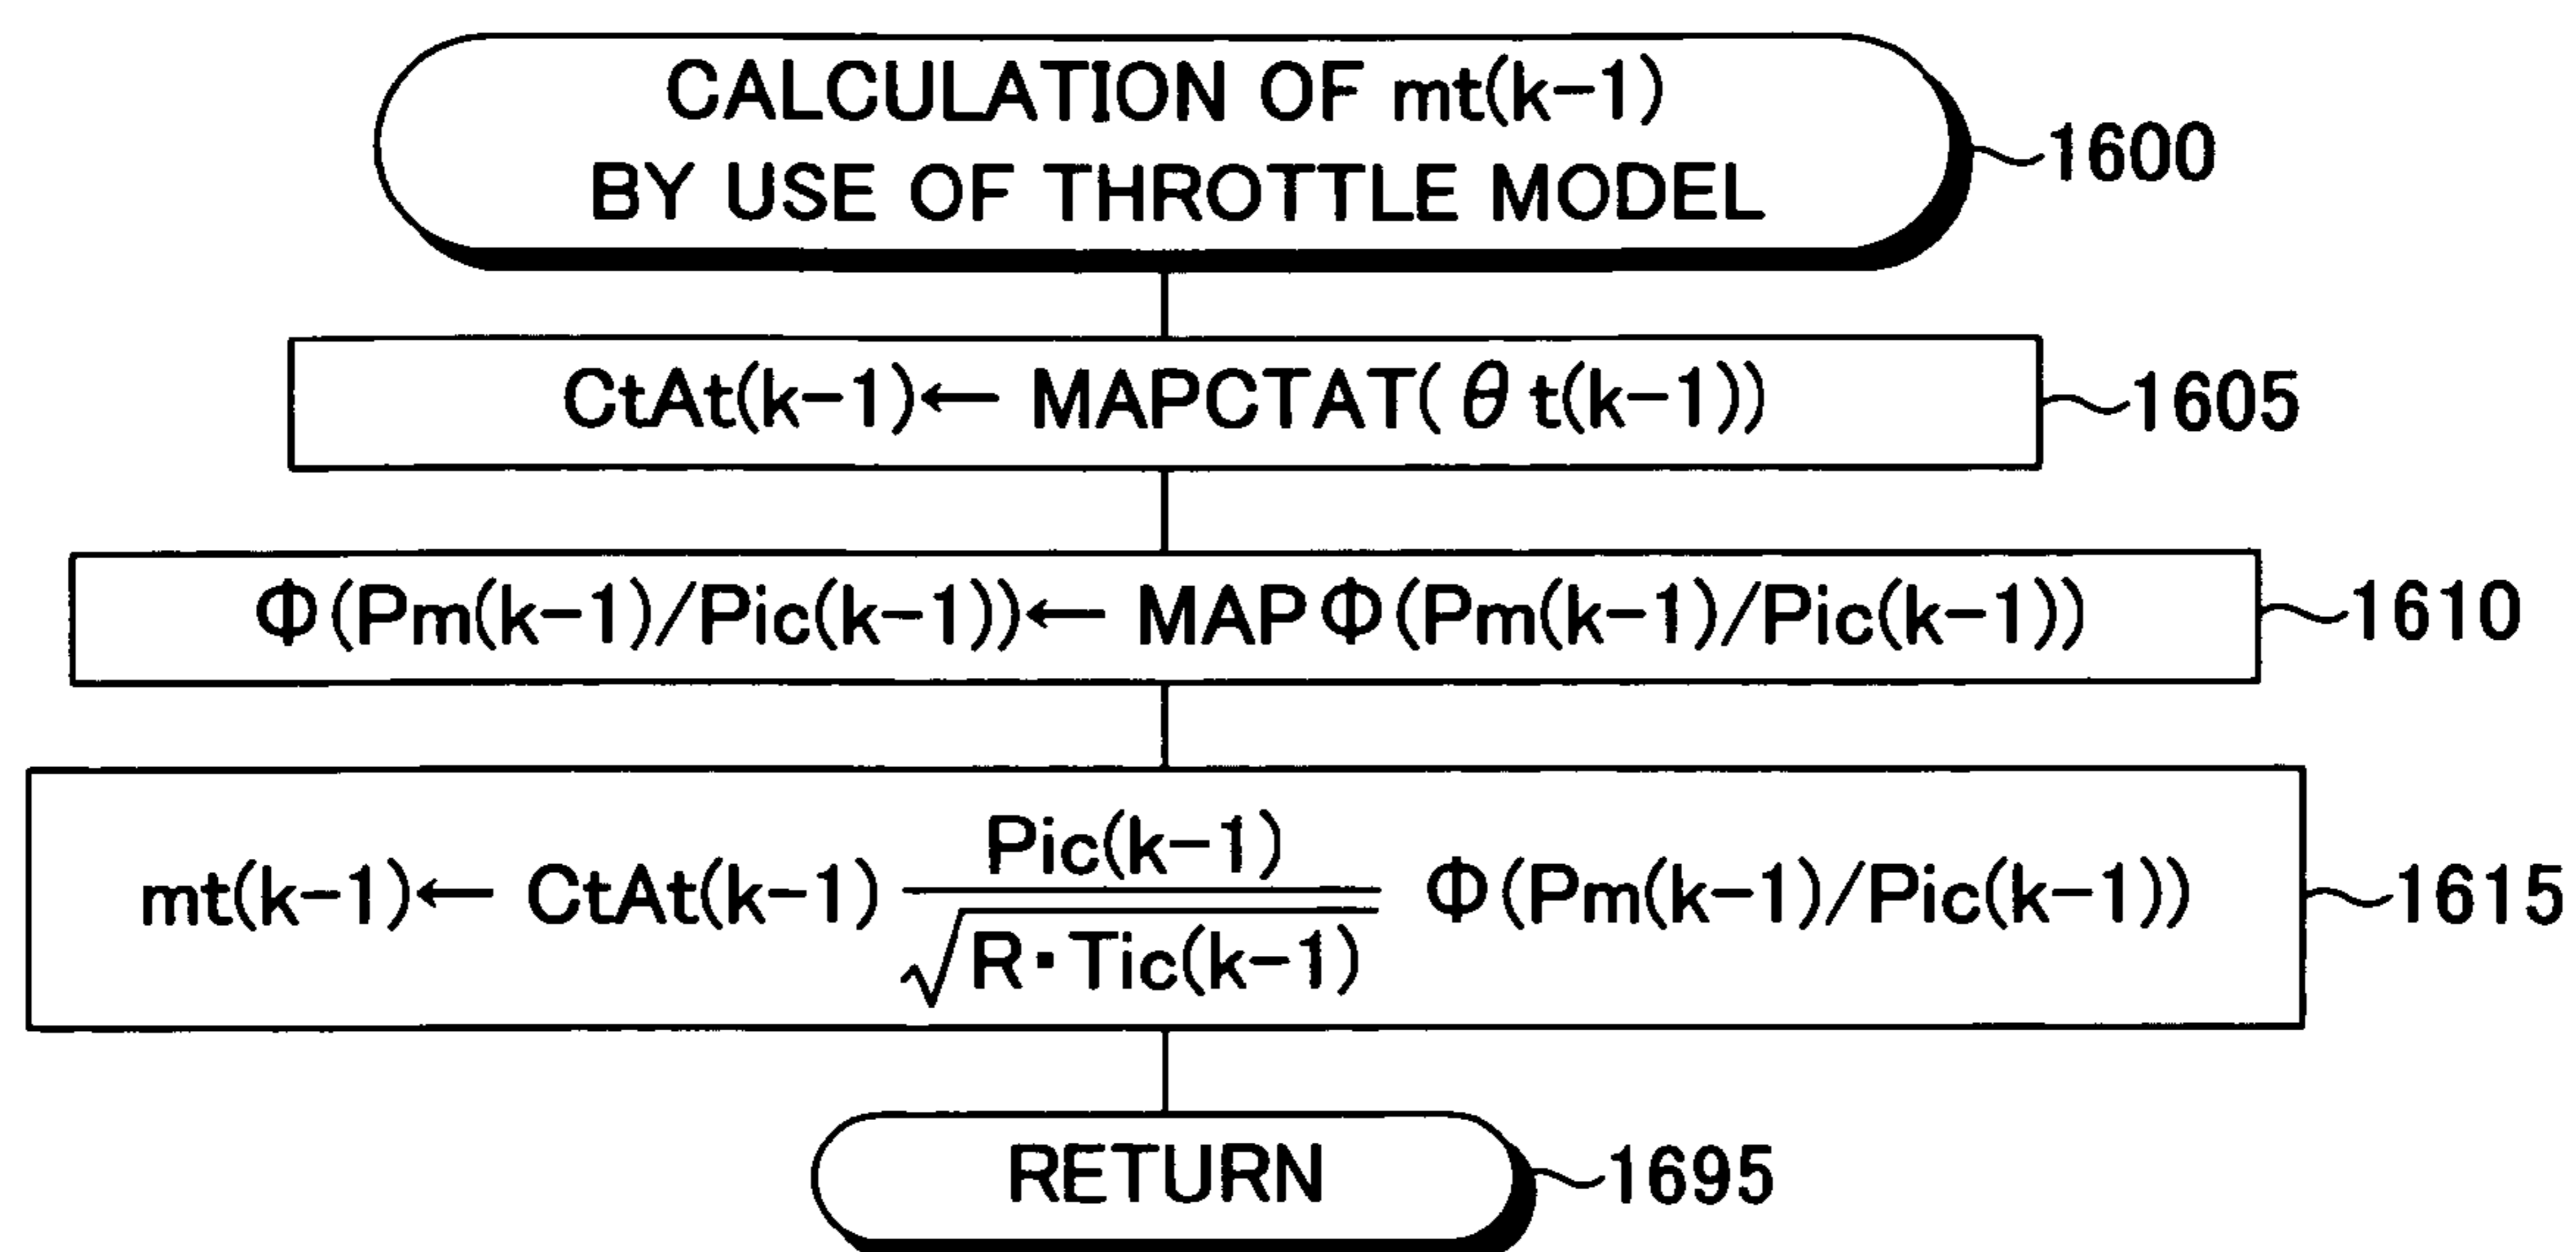 CALCULATION OF mt(k-1)
BY USE OF THROTTLE MODEL
1600
CtAt(k-1)← MAPCTAT(θt(k-1))
1605
Φ(Pm(k-1)/Pic(k-1))← MAPΦ(Pm(k-1)/Pic(k-1))
1610
mt(k-1)← CtAt(k-1) Pic(k-1)/√R·Tic(k-1) Φ(Pm(k-1)/Pic(k-1))
1615
RETURN
1695